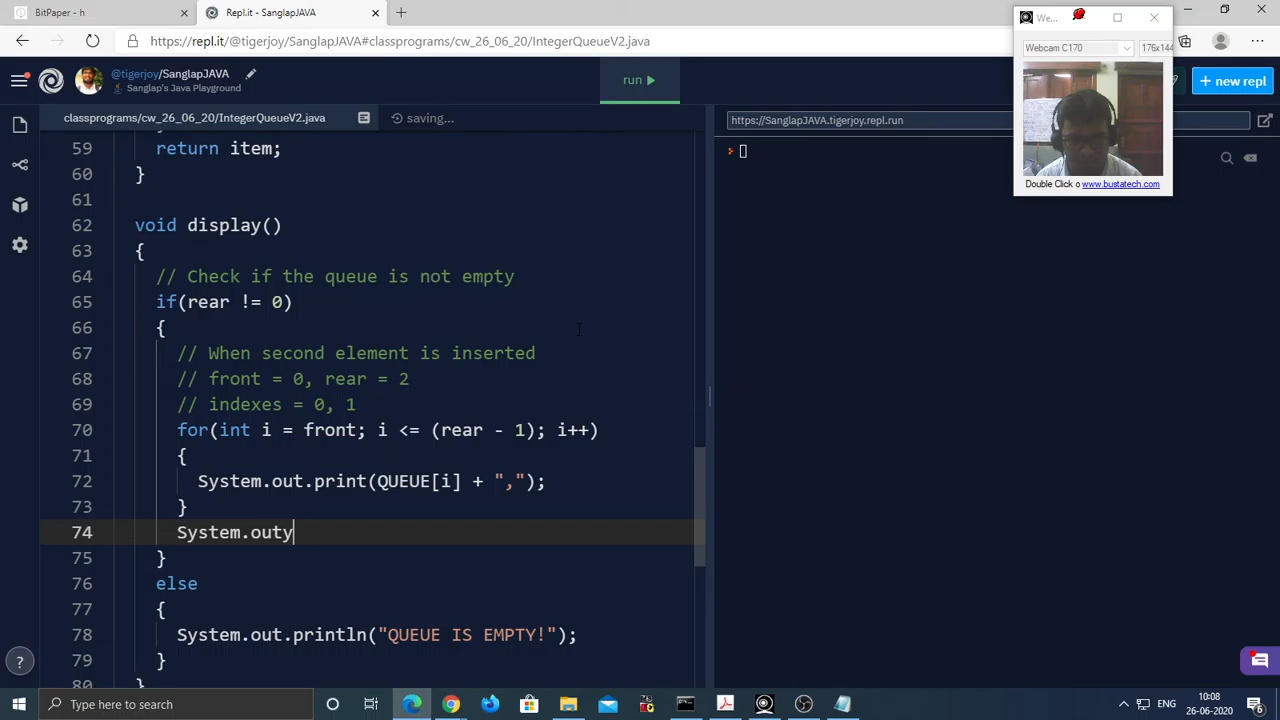 BitPaper - h
Repl.it - SanglapJAVA
https://repl.it/@tigerjoy/SanglapJAVA#classprograms/cw_26_06_20/IntegerQueueV2.java
We...
Webcam C170
176x144
Double Click o www.bustatech.com
@tigerjoy/SanglapJAVA
Sanglap's Java Playground
run
+ new repl
classprograms/cw_26_06_20/IntegerQueueV2.java
saving...
https://SanglapJAVA.tigerjoy.repl.run
59 return item;
60 }
61
62 void display()
63 {
64 // Check if the queue is not empty
65 if(rear != 0)
66 {
67 // When second element is inserted
68 // front = 0, rear = 2
69 // indexes = 0, 1
70 for(int i = front; i <= (rear - 1); i++)
71 {
72 System.out.print(QUEUE[i] + ",");
73 }
74 System.outy
75 }
76 else
77 {
78 System.out.println("QUEUE IS EMPTY!");
79 }
80 }
?
Type here to search
ENG
10:08
26-06-2020
6